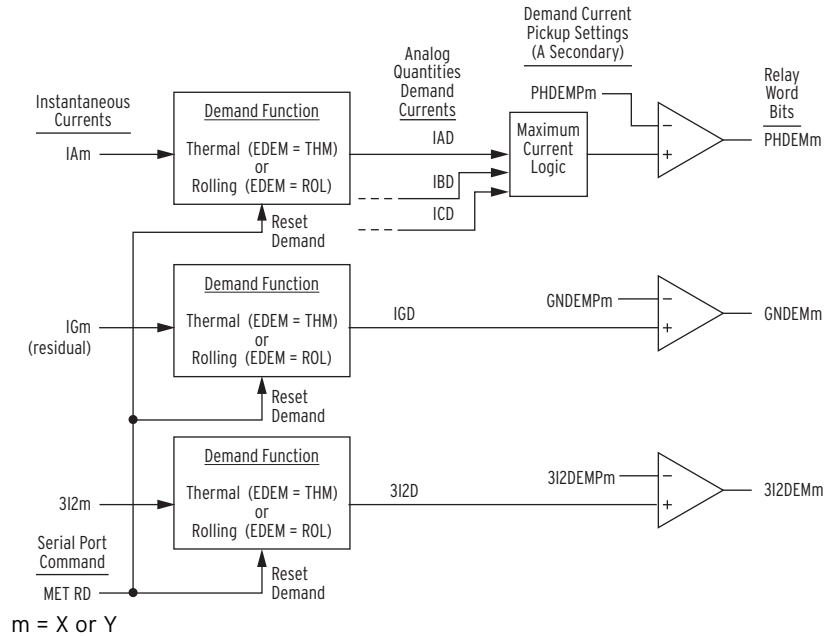 Demand Current
Pickup Settings
(A Secondary)
Analog
Quantities
Demand
Currents
Relay
Word
Bits
Instantaneous
Currents
PHDEMPm
Demand Function
Thermal (EDEM = THM)
or
Rolling (EDEM = ROL)
IAm
IAD
IBD
ICD
Maximum
Current
Logic
−
+
PHDEMm
Reset
Demand
Demand Function
Thermal (EDEM = THM)
or
Rolling (EDEM = ROL)
IGm
(residual)
IGD
GNDEMPm
−
+
GNDEMm
Reset
Demand
Demand Function
Thermal (EDEM = THM)
or
Rolling (EDEM = ROL)
3I2m
3I2D
3I2DEMPm
−
+
3I2DEMm
Serial Port
Command
MET RD
Reset
Demand
m = X or Y